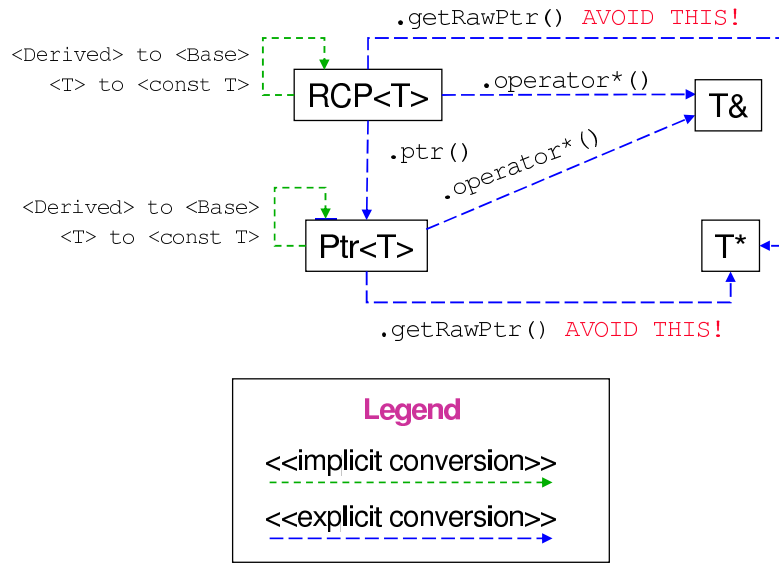 .getRawPtr() AVOID THIS!
<Derived> to <Base>
<T> to <const T>
RCP<T>
.operator*()
T&
.ptr()
.operator*()
<Derived> to <Base>
<T> to <const T>
Ptr<T>
T*
.getRawPtr() AVOID THIS!
Legend
<<implicit conversion>>
<<explicit conversion>>